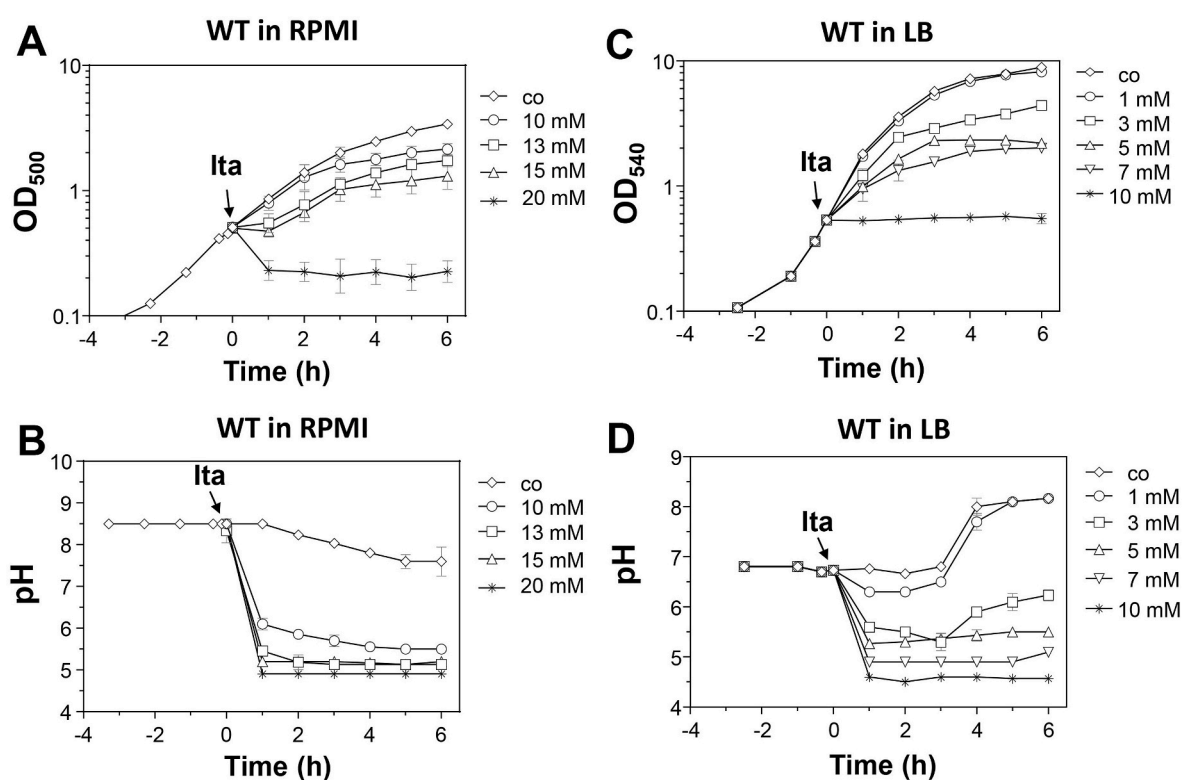 A
WT in RPMI
OD500
10
1
0.1
Ita
-4
-2
0
2
4
6
Time (h)
co
10 mM
13 mM
15 mM
20 mM
C
WT in LB
OD540
10
1
0.1
Ita
-4
-2
0
2
4
6
Time (h)
co
1 mM
3 mM
5 mM
7 mM
10 mM
B
WT in RPMI
pH
10
9
8
7
6
5
4
Ita
-4
-2
0
2
4
6
Time (h)
co
10 mM
13 mM
15 mM
20 mM
D
WT in LB
pH
9
8
7
6
5
4
Ita
-4
-2
0
2
4
6
Time (h)
co
1 mM
3 mM
5 mM
7 mM
10 mM